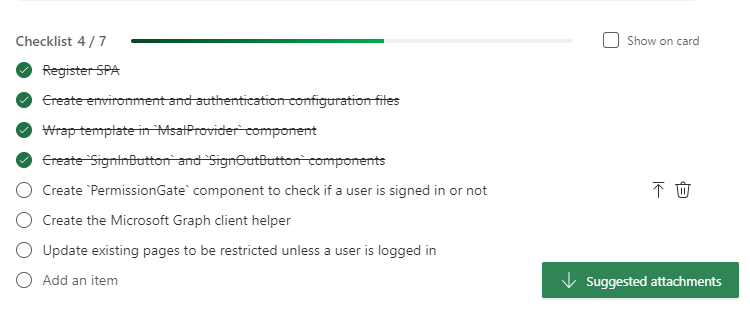 Checklist 4 / 7
Show on card
Register SPA
Create environment and authentication configuration files
Wrap template in `MsalProvider` component
Create `SignInButton` and `SignOutButton` components
Create `PermissionGate` component to check if a user is signed in or not
Create the Microsoft Graph client helper
Update existing pages to be restricted unless a user is logged in
Add an item
Suggested attachments